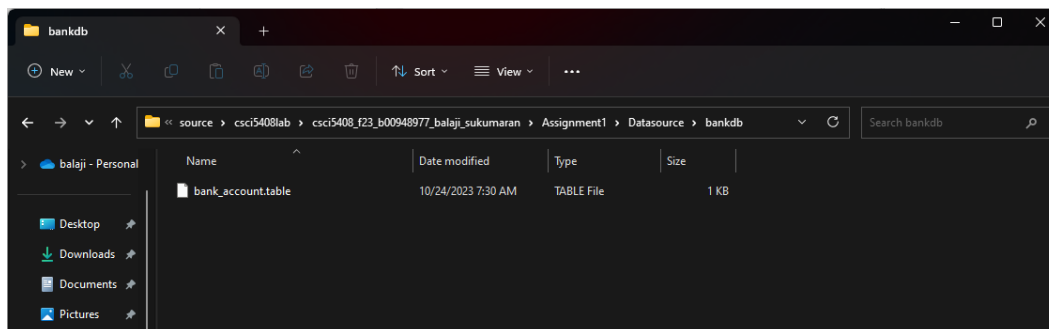 bankdb
New Sort View
source > csci5408lab > csci5408_f23_b00948977_balaji_sukumaran > Assignment1 > Datasource > bankdb Search bankdb
balaji - Personal Name Date modified Type Size
bank_account.table 10/24/2023 7:30 AM TABLE File 1 KB
Desktop
Downloads
Documents
Pictures